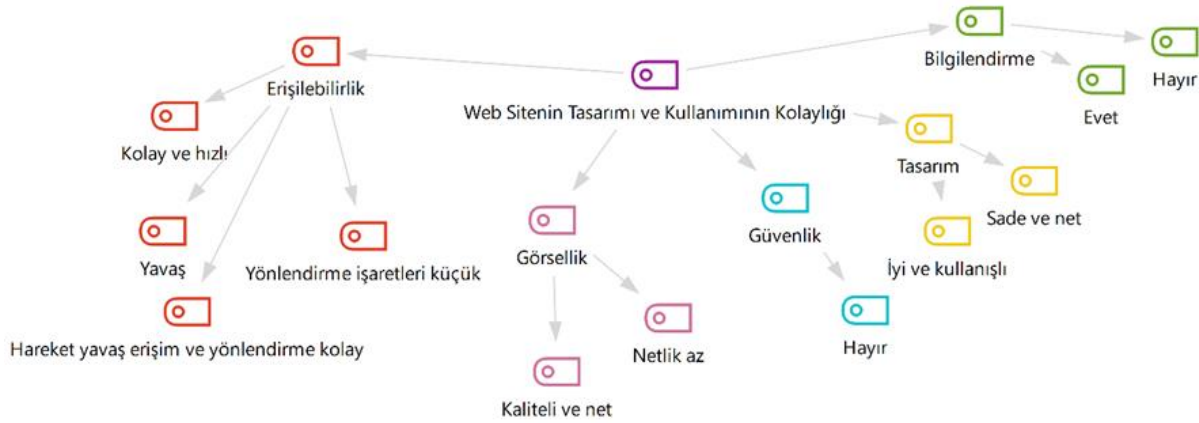 Erişilebilirlik
Bilgilendirme
Hayır
Web Sitenin Tasarımı ve Kullanımının Kolaylığı
Evet
Kolay ve hızlı
Tasarım
Sade ve net
Yavaş
Yönlendirme işaretleri küçük
Görsellik
Güvenlik
İyi ve kullanışlı
Hareket yavaş erişim ve yönlendirme kolay
Netlik az
Hayır
Kaliteli ve net